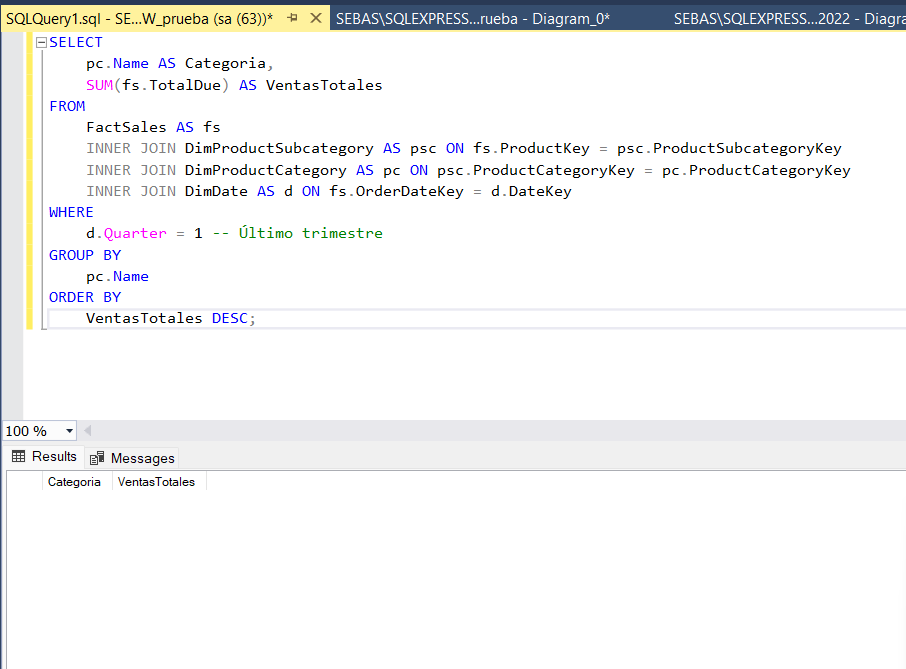 SQLQuery1.sql - SE...W_prueba (sa (63))* SEBAS\SQLEXPRESS...rueba - Diagram_0* SEBAS\SQLEXPRESS...2022 - Diagra
SELECT
pc.Name AS Categoria,
SUM(fs.TotalDue) AS VentasTotales
FROM
FactSales AS fs
INNER JOIN DimProductSubcategory AS psc ON fs.ProductKey = psc.ProductSubcategoryKey
INNER JOIN DimProductCategory AS pc ON psc.ProductCategoryKey = pc.ProductCategoryKey
INNER JOIN DimDate AS d ON fs.OrderDateKey = d.DateKey
WHERE
d.Quarter = 1 -- Último trimestre
GROUP BY
pc.Name
ORDER BY
VentasTotales DESC;
100 %
Results Messages
Categoria VentasTotales